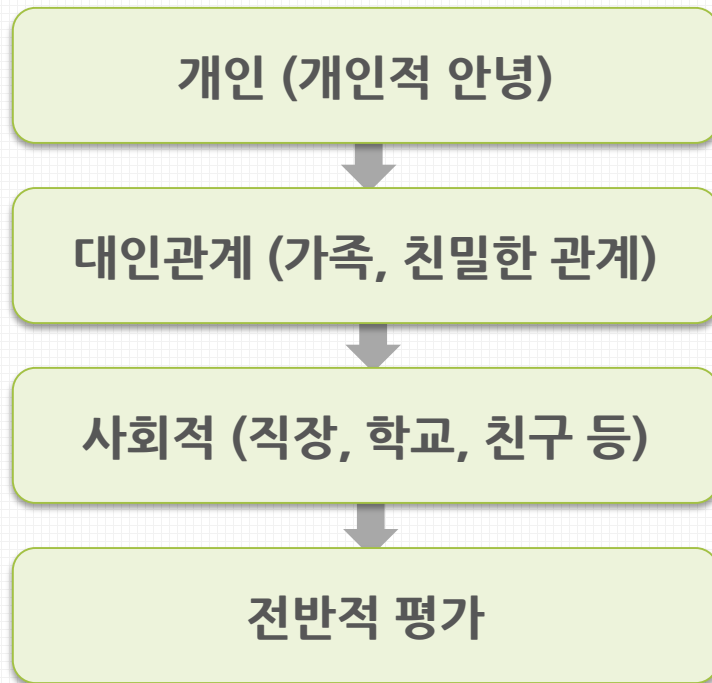 개인 (개인적 안녕)
대인관계 (가족, 친밀한 관계)
사회적 (직장, 학교, 친구 등)
전반적 평가